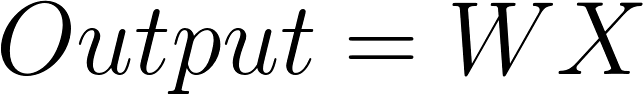 Output = WX